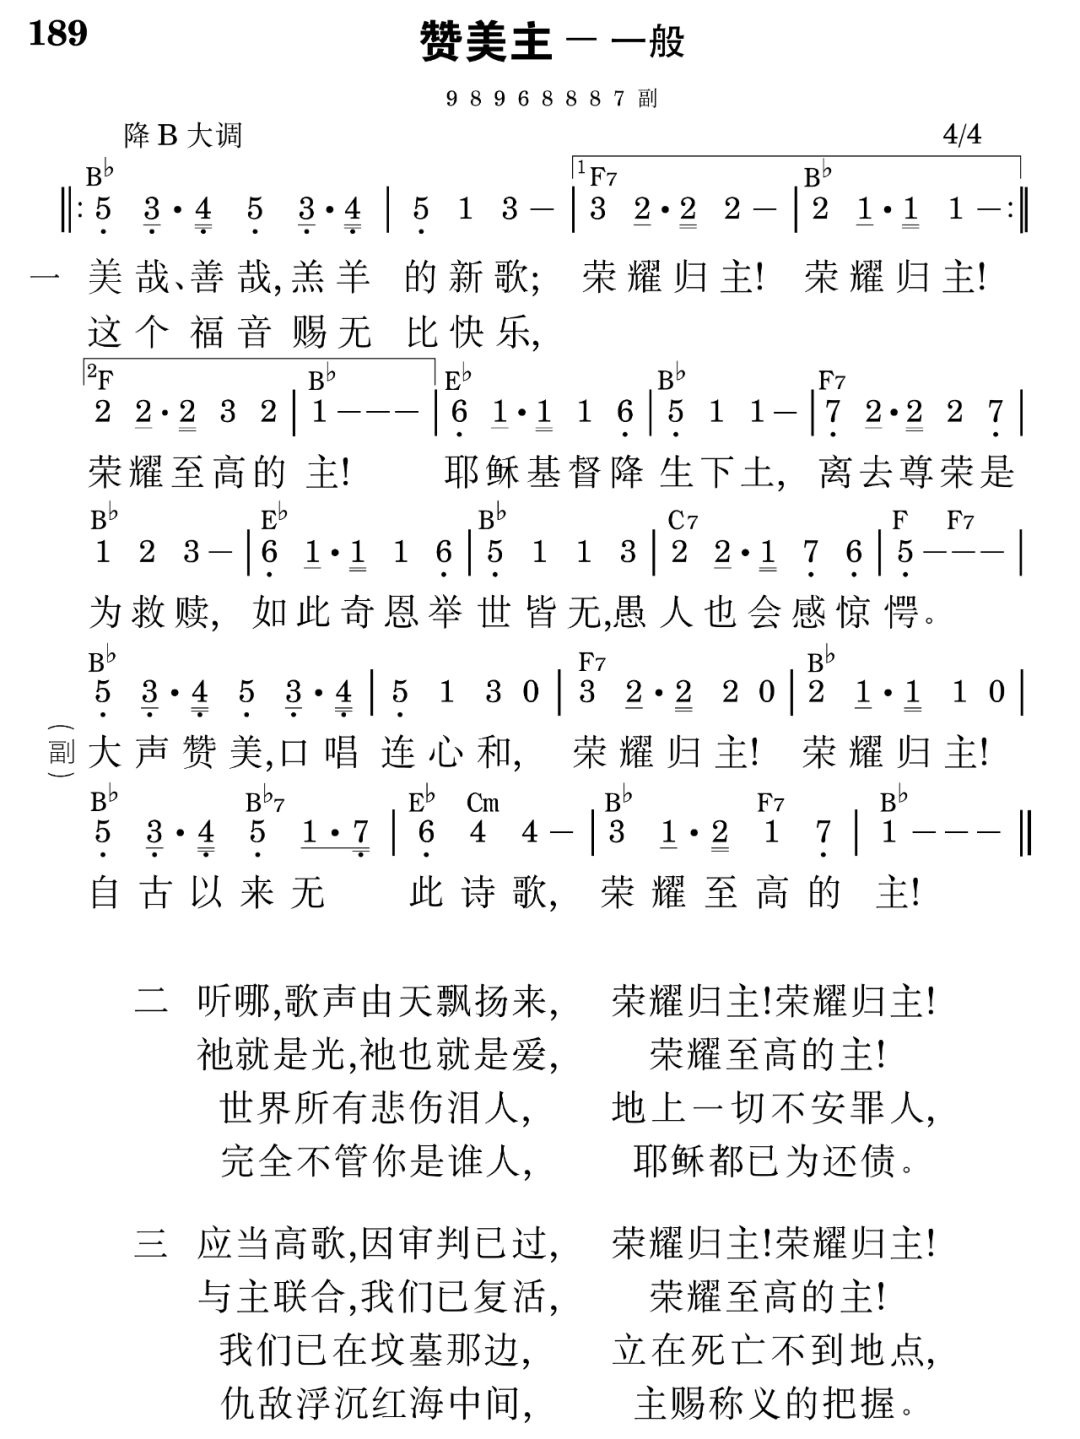 189
赞美主－一般
9 8 9 6 8 8 8 7 副
降 B 大调 4/4
B♭ 1 F7 B♭
‖: 5 3 · 4 5 3 · 4 | 5 1 3 － | 3 2 · 2 2 － | 2 1 · 1 1 － :‖
一 美哉、善哉,羔羊 的新歌; 荣耀归主! 荣耀归主!
这个福音赐无 比快乐,
2 F B♭ E♭ B♭ F7
2 2 · 2 3 2 | 1 － － － | 6 1 · 1 1 6 | 5 1 1 － | 7 2 · 2 2 7 |
荣耀至高的 主! 耶稣基督降 生下土, 离去尊荣是
B♭ E♭ B♭ C7 F F7
1 2 3 － | 6 1 · 1 1 6 | 5 1 1 3 | 2 2 · 1 7 6 | 5 － － － |
为救赎, 如此奇恩举 世皆无,愚 人也会感惊 愕。
B♭ F7 B♭
5 3 · 4 5 3 · 4 | 5 1 3 0 | 3 2 · 2 2 0 | 2 1 · 1 1 0 |
(副) 大声赞美,口唱 连心和, 荣耀归主! 荣耀归主!
B♭ B♭7 E♭ Cm B♭ F7 B♭
5 3 · 4 5 1 · 7 | 6 4 4 － | 3 1 · 2 1 7 | 1 － － － ‖
自古以来无 此诗歌, 荣耀至高的 主!
二 听哪,歌声由天飘扬来, 荣耀归主!荣耀归主!
祂就是光,祂也就是爱, 荣耀至高的主!
世界所有悲伤泪人, 地上一切不安罪人,
完全不管你是谁人, 耶稣都已为还债。
三 应当高歌,因审判已过, 荣耀归主!荣耀归主!
与主联合,我们已复活, 荣耀至高的主!
我们已在坟墓那边, 立在死亡不到地点,
仇敌浮沉红海中间, 主赐称义的把握。